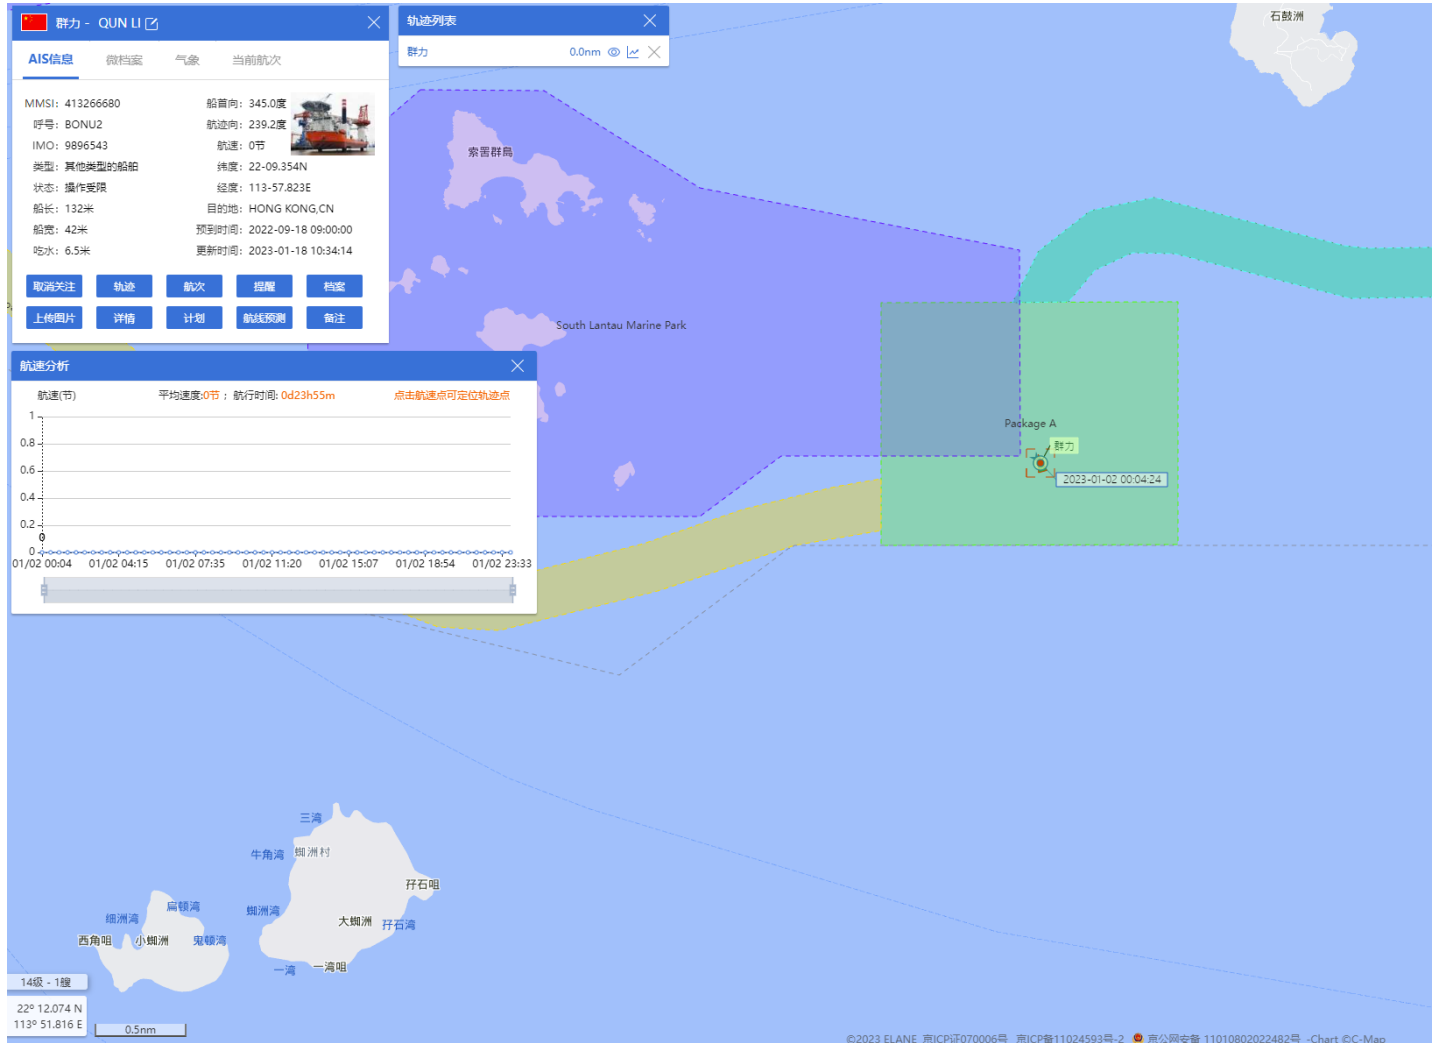 群力 - QUN LI
AIS信息 微档案 气象 当前航次
MMSI: 413266680 船首向: 345.0度
呼号: BONU2 航迹向: 239.2度
IMO: 9896543 航速: 0节
类型: 其他类型的船舶 纬度: 22-09.354N
状态: 操作受限 经度: 113-57.823E
船长: 132米 目的地: HONG KONG,CN
船宽: 42米 预到时间: 2022-09-18 09:00:00
吃水: 6.5米 更新时间: 2023-01-18 10:34:14
取消关注 轨迹 航次 提醒 档案
上传图片 详情 计划 航线预测 备注
轨迹列表
群力 0.0nm
石鼓洲
索罟群島
South Lantau Marine Park
Package A
群力
2023-01-02 00:04:24
航速分析
航速(节) 平均速度:0节 ; 航行时间: 0d23h55m 点击航速点可定位轨迹点
1
0.8
0.6
0.4
0.2
0
0
01/02 00:04 01/02 04:15 01/02 07:35 01/02 11:20 01/02 15:07 01/02 18:54 01/02 23:33
三湾
牛角湾 蜘洲村
孖石咀
扁顿湾 蜘洲湾
细洲湾 大蜘洲 孖石湾
西角咀 小蜘洲 鬼顿湾
一湾 一湾咀
14级 - 1艘
22º 12.074 N
113º 51.816 E
0.5nm
©2023 ELANE 京ICP证070006号 京ICP备11024593号-2 京公网安备 11010802022482号 -Chart ©C-Map